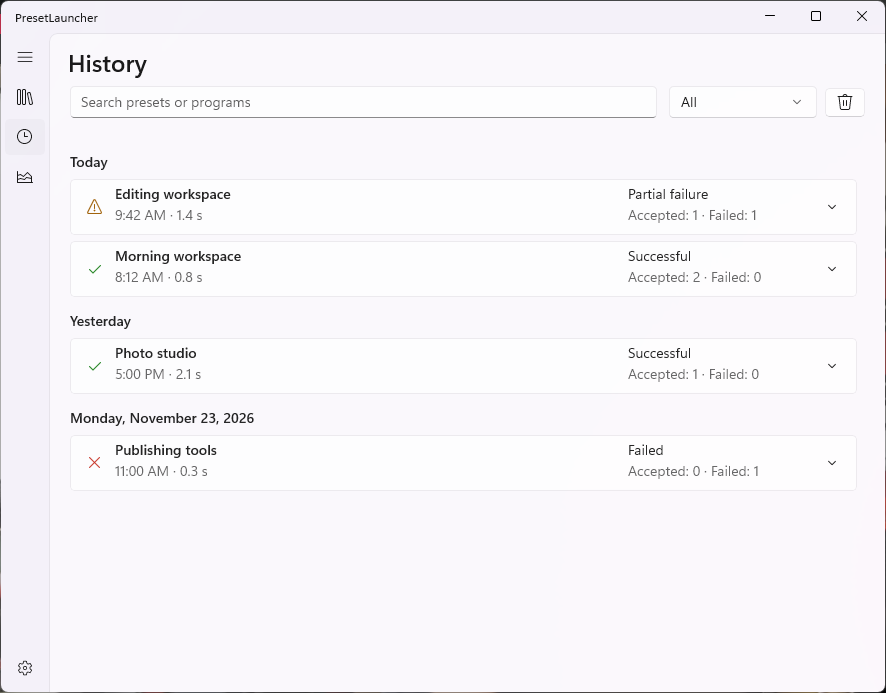 PresetLauncher
History
Search presets or programs
All
Today
Editing workspace
Partial failure
9:42 AM · 1.4 s
Accepted: 1 · Failed: 1
Morning workspace
Successful
8:12 AM · 0.8 s
Accepted: 2 · Failed: 0
Yesterday
Photo studio
Successful
5:00 PM · 2.1 s
Accepted: 1 · Failed: 0
Monday, November 23, 2026
Publishing tools
Failed
11:00 AM · 0.3 s
Accepted: 0 · Failed: 1